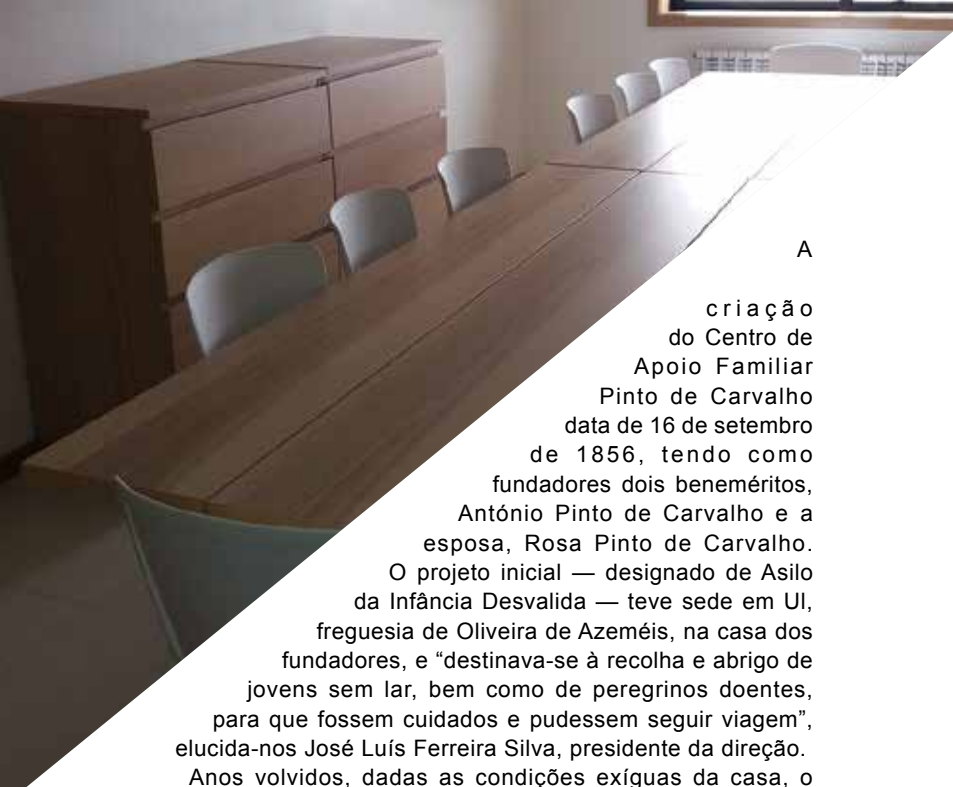 A
criação
do Centro de
Apoio Familiar
Pinto de Carvalho
data de 16 de setembro
de 1856, tendo como
fundadores dois beneméritos,
António Pinto de Carvalho e a
esposa, Rosa Pinto de Carvalho.
O projeto inicial — designado de Asilo
da Infância Desvalida — teve sede em Ul,
freguesia de Oliveira de Azeméis, na casa dos
fundadores, e “destinava-se à recolha e abrigo de
jovens sem lar, bem como de peregrinos doentes,
para que fossem cuidados e pudessem seguir viagem”,
elucida-nos José Luís Ferreira Silva, presidente da direção.
Anos volvidos, dadas as condições exíguas da casa, o